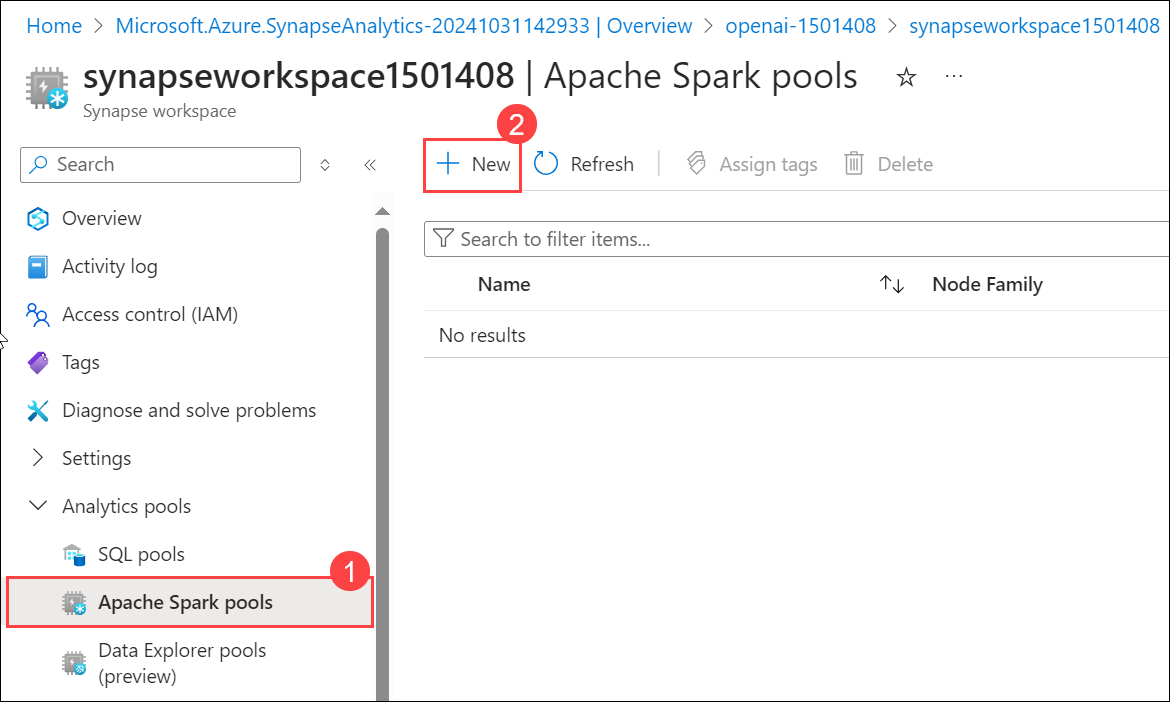 Home > Microsoft.Azure.SynapseAnalytics-20241031142933 | Overview > openai-1501408 > synapseworkspace1501408
synapseworkspace1501408 | Apache Spark pools
Synapse workspace
2
Search
New
Refresh
Assign tags
Delete
Overview
Search to filter items...
Activity log
Name
Node Family
Access control (IAM)
No results
Tags
Diagnose and solve problems
Settings
Analytics pools
SQL pools
1
Apache Spark pools
Data Explorer pools
(preview)